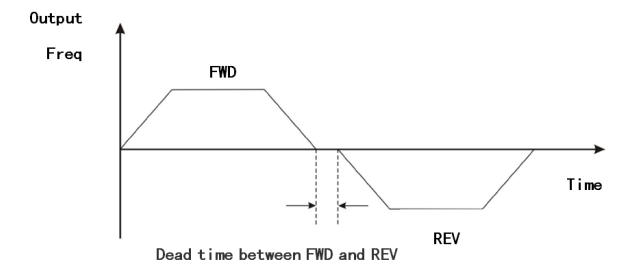 Output
Freq
FWD
Time
REV
Dead time between FWD and REV